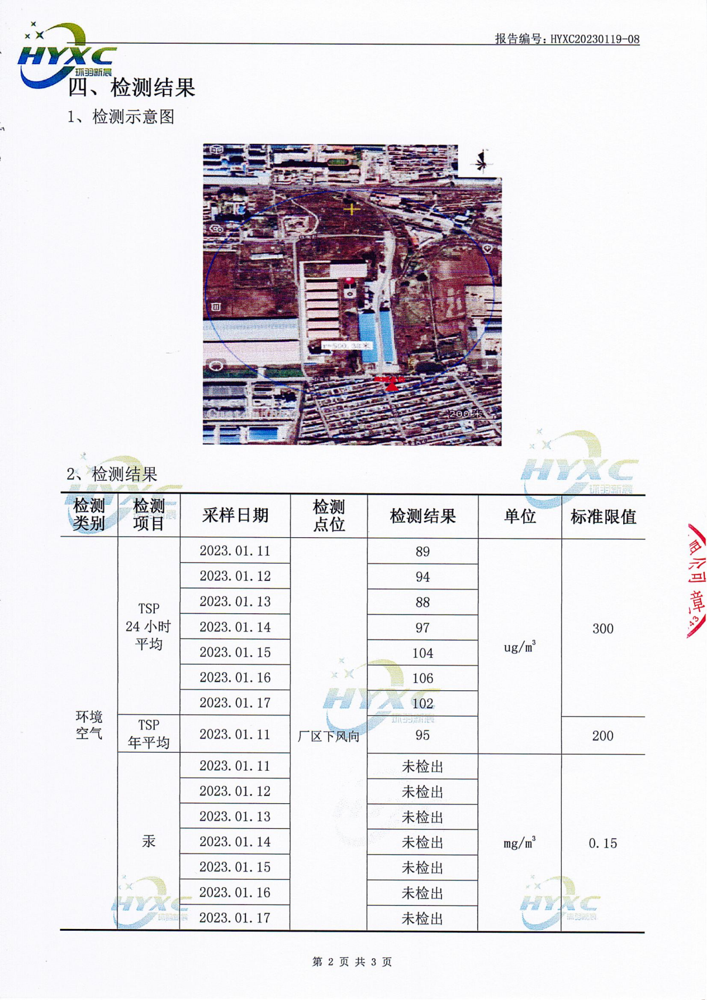 报告编号:HYXC20230119-08
HYXC
环羽新晨
四、检测结果
1、检测示意图
r=500.38米
200米
2、检测结果
检测类别 检测项目 采样日期 检测点位 检测结果 单位 标准限值
环境空气 TSP 24小时平均 2023.01.11 厂区下风向 89 ug/m³ 300
2023.01.12 94
2023.01.13 88
2023.01.14 97
2023.01.15 104
2023.01.16 106
2023.01.17 102
TSP 年平均 2023.01.11 95 200
汞 2023.01.11 未检出 mg/m³ 0.15
2023.01.12 未检出
2023.01.13 未检出
2023.01.14 未检出
2023.01.15 未检出
2023.01.16 未检出
2023.01.17 未检出
公司章
43
第 2 页 共 3 页